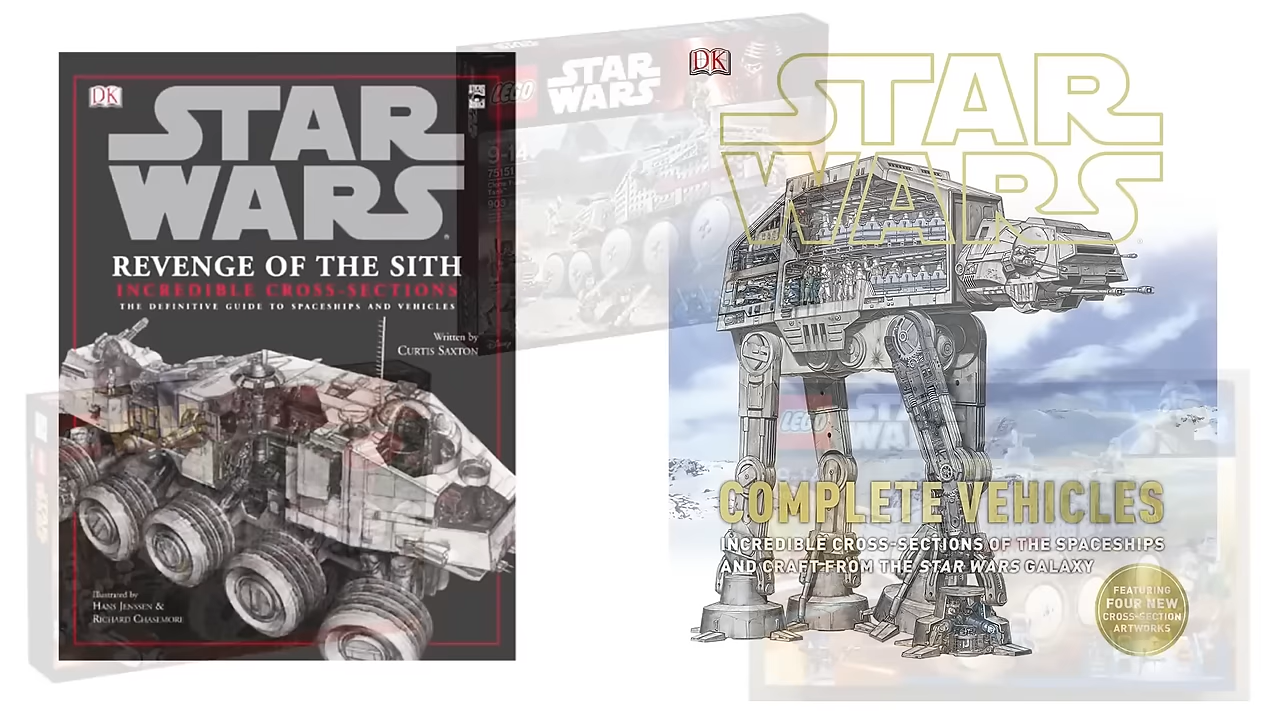 DK
STAR
WARS
REVENGE OF THE SITH
INCREDIBLE CROSS-SECTIONS
THE DEFINITIVE GUIDE TO SPACESHIPS AND VEHICLES
Written by
CURTIS SAXTON
Illustrated by
HANS JENSSEN &
RICHARD CHASEMORE
LEGO
STAR
WARS
9-14
75151
903
Disney
DK
STAR
WARS
COMPLETE VEHICLES
INCREDIBLE CROSS-SECTIONS OF THE SPACESHIPS
AND CRAFT FROM THE STAR WARS GALAXY
FEATURING
FOUR NEW
CROSS-SECTION
ARTWORKS
LEGO
STAR
WARS